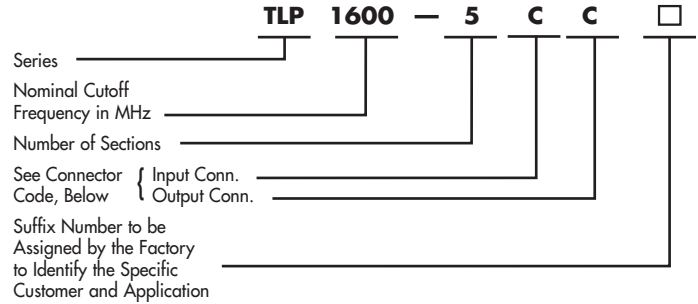 TLP 1600 — 5 C C □
Series
Nominal Cutoff
Frequency in MHz
Number of Sections
See Connector { Input Conn.
Code, Below Output Conn.
Suffix Number to be
Assigned by the Factory
to Identify the Specific
Customer and Application